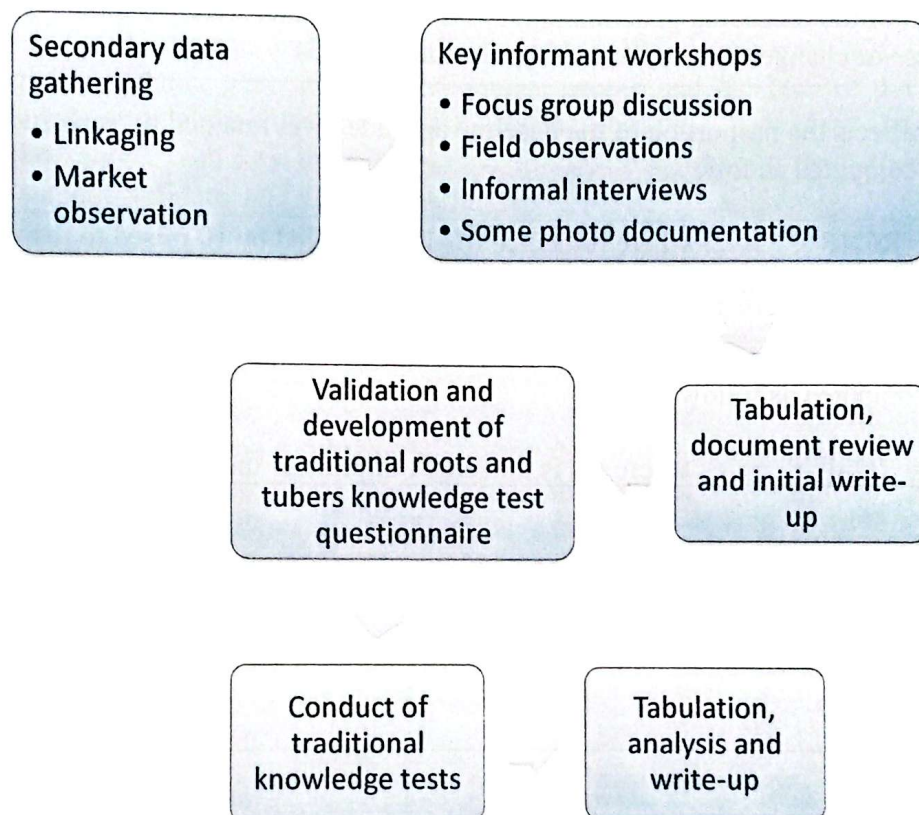 Secondary data
gathering
• Linkaging
• Market
observation
Key informant workshops
• Focus group discussion
• Field observations
• Informal interviews
• Some photo documentation
Validation and
development of
traditional roots and
tubers knowledge test
questionnaire
Tabulation,
document review
and initial write-
up
Conduct of
traditional
knowledge tests
Tabulation,
analysis and
write-up